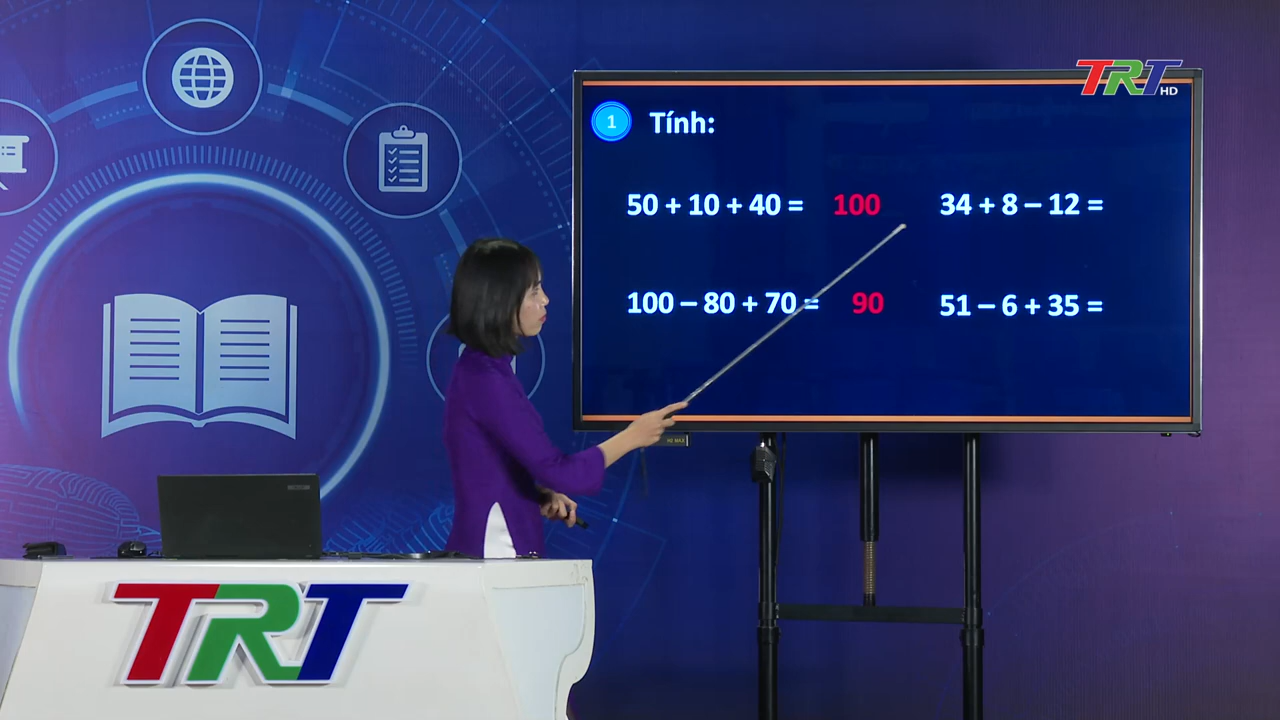 TRT HD
1 Tính:
50 + 10 + 40 = 100
34 + 8 – 12 =
100 – 80 + 70 = 90
51 – 6 + 35 =
TRT